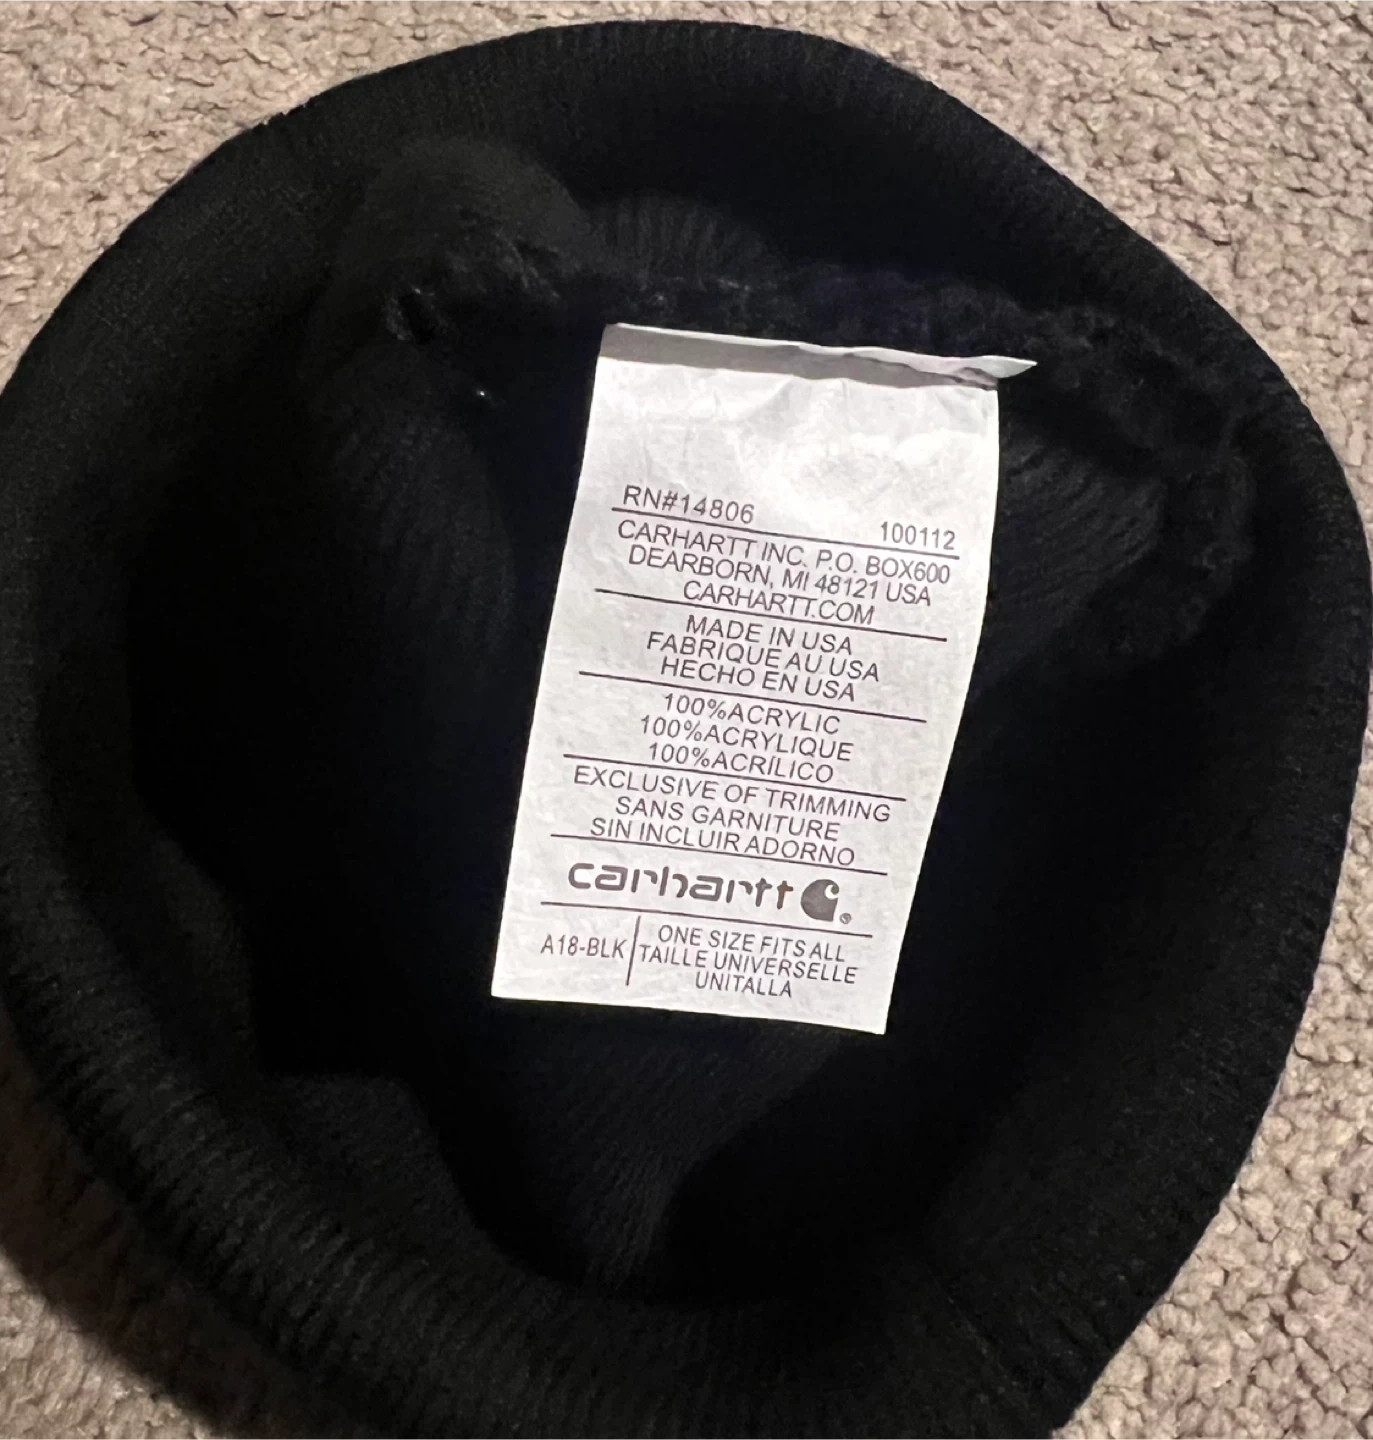 RN#14806 100112
CARHARTT INC. P.O. BOX600
DEARBORN, MI 48121 USA
CARHARTT.COM
MADE IN USA
FABRIQUE AU USA
HECHO EN USA
100%ACRYLIC
100%ACRYLIQUE
100%ACRÍLICO
EXCLUSIVE OF TRIMMING
SANS GARNITURE
SIN INCLUIR ADORNO
carhartt ®
A18-BLK ONE SIZE FITS ALL
TAILLE UNIVERSELLE
UNITALLA